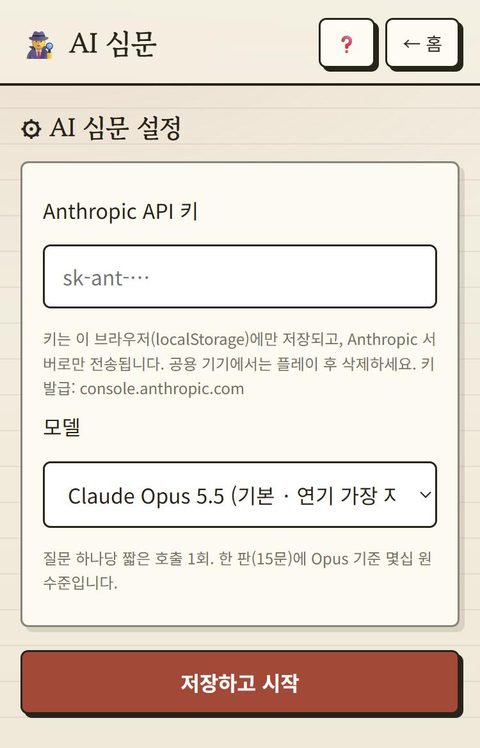 AI 심문
?
← 홈
⚙ AI 심문 설정
Anthropic API 키
sk-ant-…
키는 이 브라우저(localStorage)에만 저장되고, Anthropic 서
버로만 전송됩니다. 공용 기기에서는 플레이 후 삭제하세요. 키
발급: console.anthropic.com
모델
Claude Opus 5.5 (기본 · 연기 가장
질문 하나당 짧은 호출 1회. 한 판(15문)에 Opus 기준 몇십 원
수준입니다.
저장하고 시작